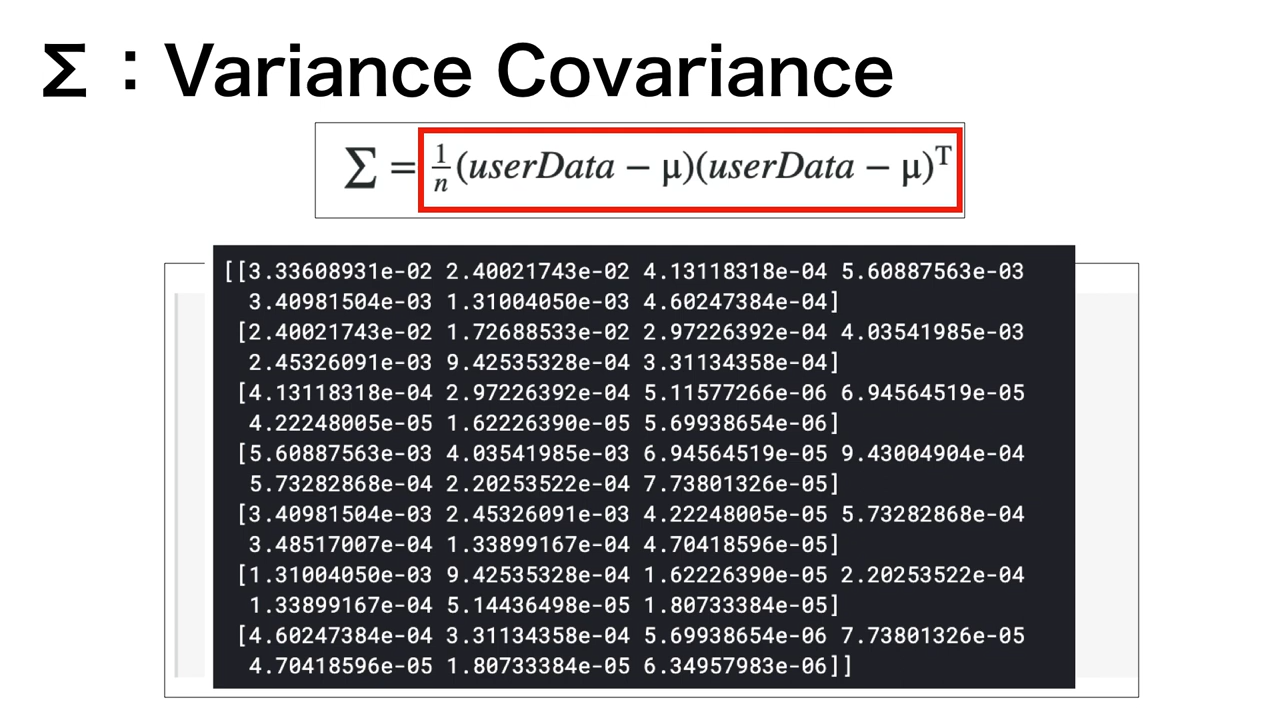 Σ：Variance Covariance
Σ = 1/n (userData − μ)(userData − μ)ᵀ
[[3.33608931e-02 2.40021743e-02 4.13118318e-04 5.60887563e-03
3.40981504e-03 1.31004050e-03 4.60247384e-04]
[2.40021743e-02 1.72688533e-02 2.97226392e-04 4.03541985e-03
2.45326091e-03 9.42535328e-04 3.31134358e-04]
[4.13118318e-04 2.97226392e-04 5.11577266e-06 6.94564519e-05
4.22248005e-05 1.62226390e-05 5.69938654e-06]
[5.60887563e-03 4.03541985e-03 6.94564519e-05 9.43004904e-04
5.73282868e-04 2.20253522e-04 7.73801326e-05]
[3.40981504e-03 2.45326091e-03 4.22248005e-05 5.73282868e-04
3.48517007e-04 1.33899167e-04 4.70418596e-05]
[1.31004050e-03 9.42535328e-04 1.62226390e-05 2.20253522e-04
1.33899167e-04 5.14436498e-05 1.80733384e-05]
[4.60247384e-04 3.31134358e-04 5.69938654e-06 7.73801326e-05
4.70418596e-05 1.80733384e-05 6.34957983e-06]]